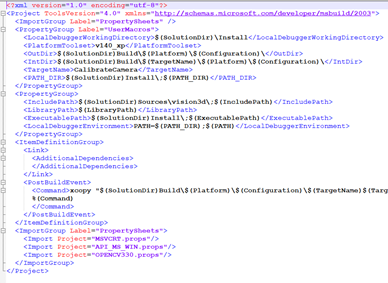 <?xml version="1.0" encoding="utf-8"?>
<Project ToolsVersion="4.0" xmlns="http://schemas.microsoft.com/developer/msbuild/2003">
<ImportGroup Label="PropertySheets" />
<PropertyGroup Label="UserMacros">
<LocalDebuggerWorkingDirectory>$(SolutionDir)\Install</LocalDebuggerWorkingDirectory>
<PlatformToolset>v140_xp</PlatformToolset>
<OutDir>$(SolutionDir)Build\$(Platform)\$(Configuration)\</OutDir>
<IntDir>$(SolutionDir)Build\$(TargetName)\$(Platform)\$(Configuration)\</IntDir>
<TargetName>CalibrateCamera</TargetName>
<PATH_DIR>$(SolutionDir)Install\;$(PATH_DIR)</PATH_DIR>
</PropertyGroup>
<PropertyGroup>
<IncludePath>$(SolutionDir)Sources\vision3d\;$(IncludePath)</IncludePath>
<LibraryPath>$(LibraryPath)</LibraryPath>
<ExecutablePath>$(SolutionDir)Install\;$(ExecutablePath)</ExecutablePath>
<LocalDebuggerEnvironment>PATH=$(PATH_DIR);$(PATH)</LocalDebuggerEnvironment>
</PropertyGroup>
<ItemDefinitionGroup>
<Link>
<AdditionalDependencies>
</AdditionalDependencies>
</Link>
<PostBuildEvent>
<Command>xcopy "$(SolutionDir)Build\$(Platform)\$(Configuration)\$(TargetName)$(Targ
%(Command)
</Command>
</PostBuildEvent>
</ItemDefinitionGroup>
<ImportGroup Label="PropertySheets">
<Import Project="MSVCRT.props"/>
<Import Project="API_MS_WIN.props"/>
<Import Project="OPENCV330.props"/>
</ImportGroup>
</Project>